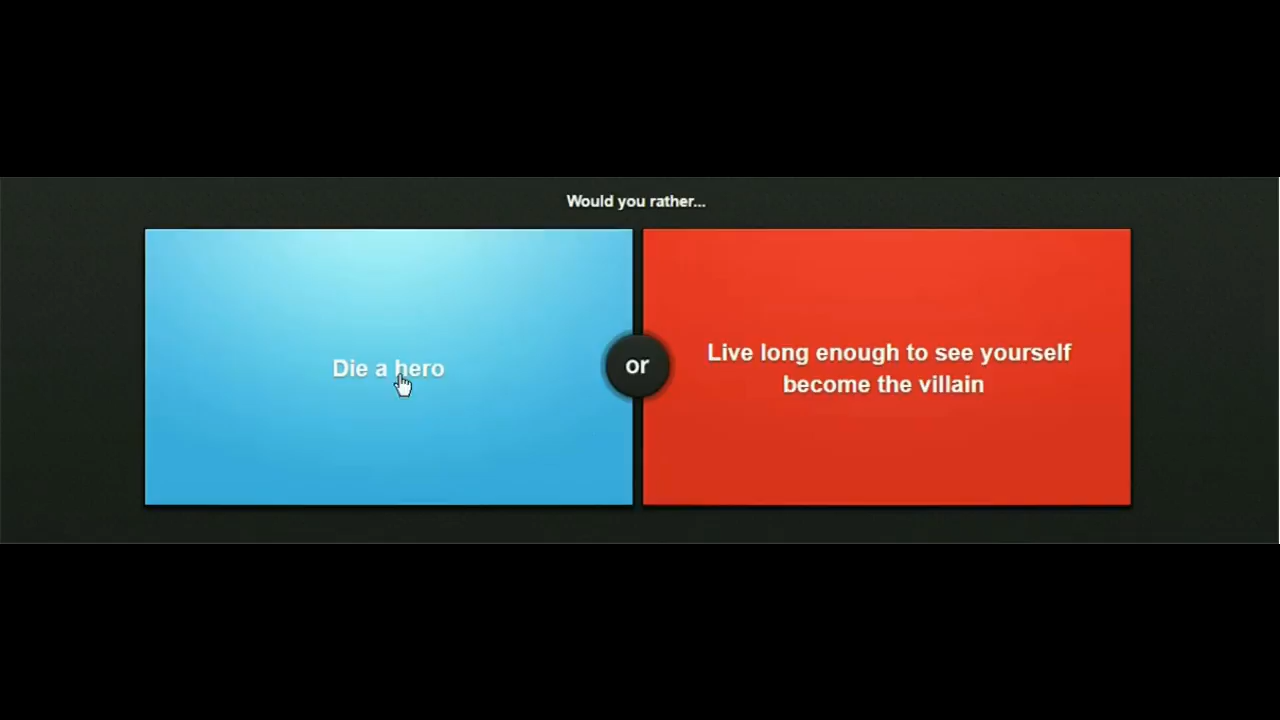 Would you rather...
Die a hero
or
Live long enough to see yourself
become the villain